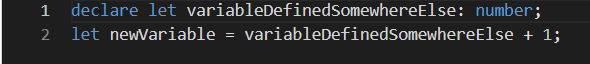 1 declare let variableDefinedSomewhereElse: number;
2 let newVariable = variableDefinedSomewhereElse + 1;